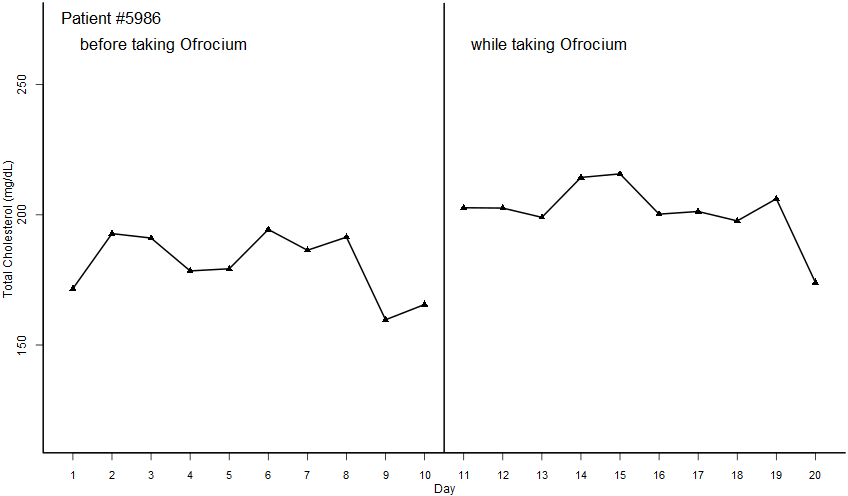 Patient #5986
before taking Ofrocium
while taking Ofrocium
Total Cholesterol (mg/dL)
250
200
150
1 2 3 4 5 6 7 8 9 10 11 12 13 14 15 16 17 18 19 20
Day